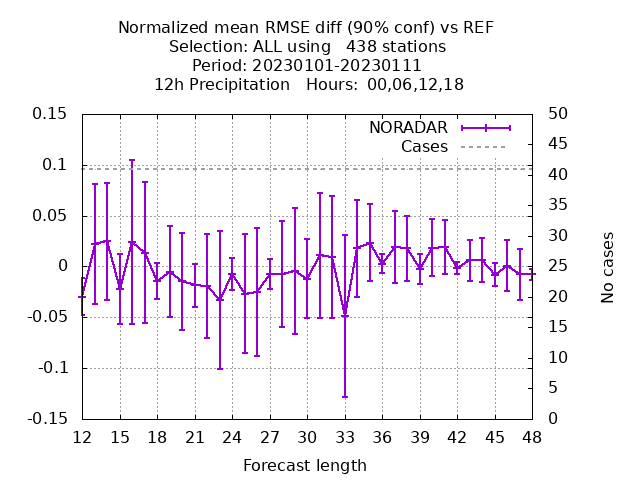 Normalized mean RMSE diff (90% conf) vs REF
Selection: ALL using   438 stations
Period: 20230101-20230111
12h Precipitation   Hours:  00,06,12,18
NORADAR
Cases
0.15
0.1
0.05
0
-0.05
-0.1
-0.15
50
45
40
35
30
25
20
15
10
5
0
No cases
12 15 18 21 24 27 30 33 36 39 42 45 48
Forecast length